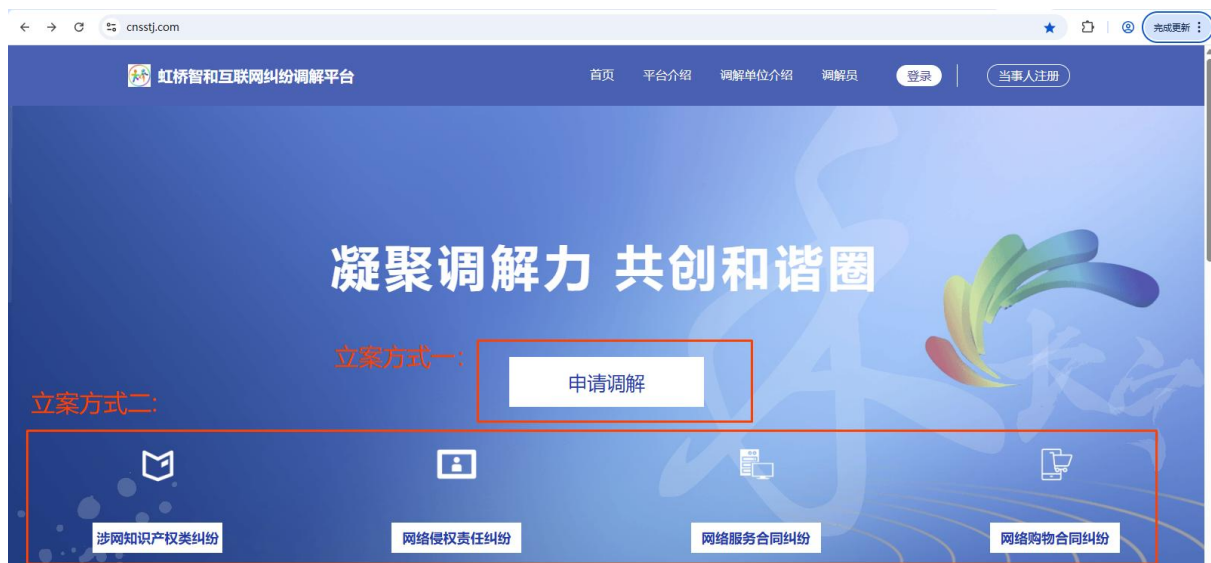 cnsstj.com
完成更新
虹桥智和互联网纠纷调解平台 首页 平台介绍 调解单位介绍 调解员 登录 当事人注册
凝聚调解力 共创和谐圈
立案方式一:
申请调解
立案方式二:
涉网知识产权类纠纷 网络侵权责任纠纷 网络服务合同纠纷 网络购物合同纠纷